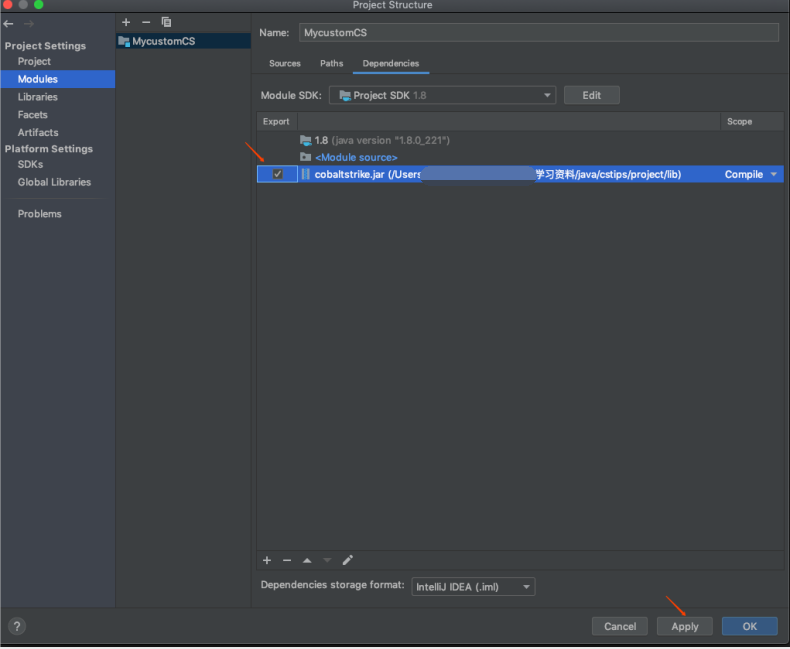 Project Structure
Project Settings
Project
Modules
Libraries
Facets
Artifacts
Platform Settings
SDKs
Global Libraries
Problems
MycustomCS
Name: MycustomCS
Sources Paths Dependencies
Module SDK: Project SDK 1.8 Edit
Export Scope
1.8 (java version "1.8.0_221")
<Module source>
cobaltstrike.jar (/Users 学习资料/java/cstips/project/lib) Compile
Dependencies storage format: IntelliJ IDEA (.iml)
? Cancel Apply OK